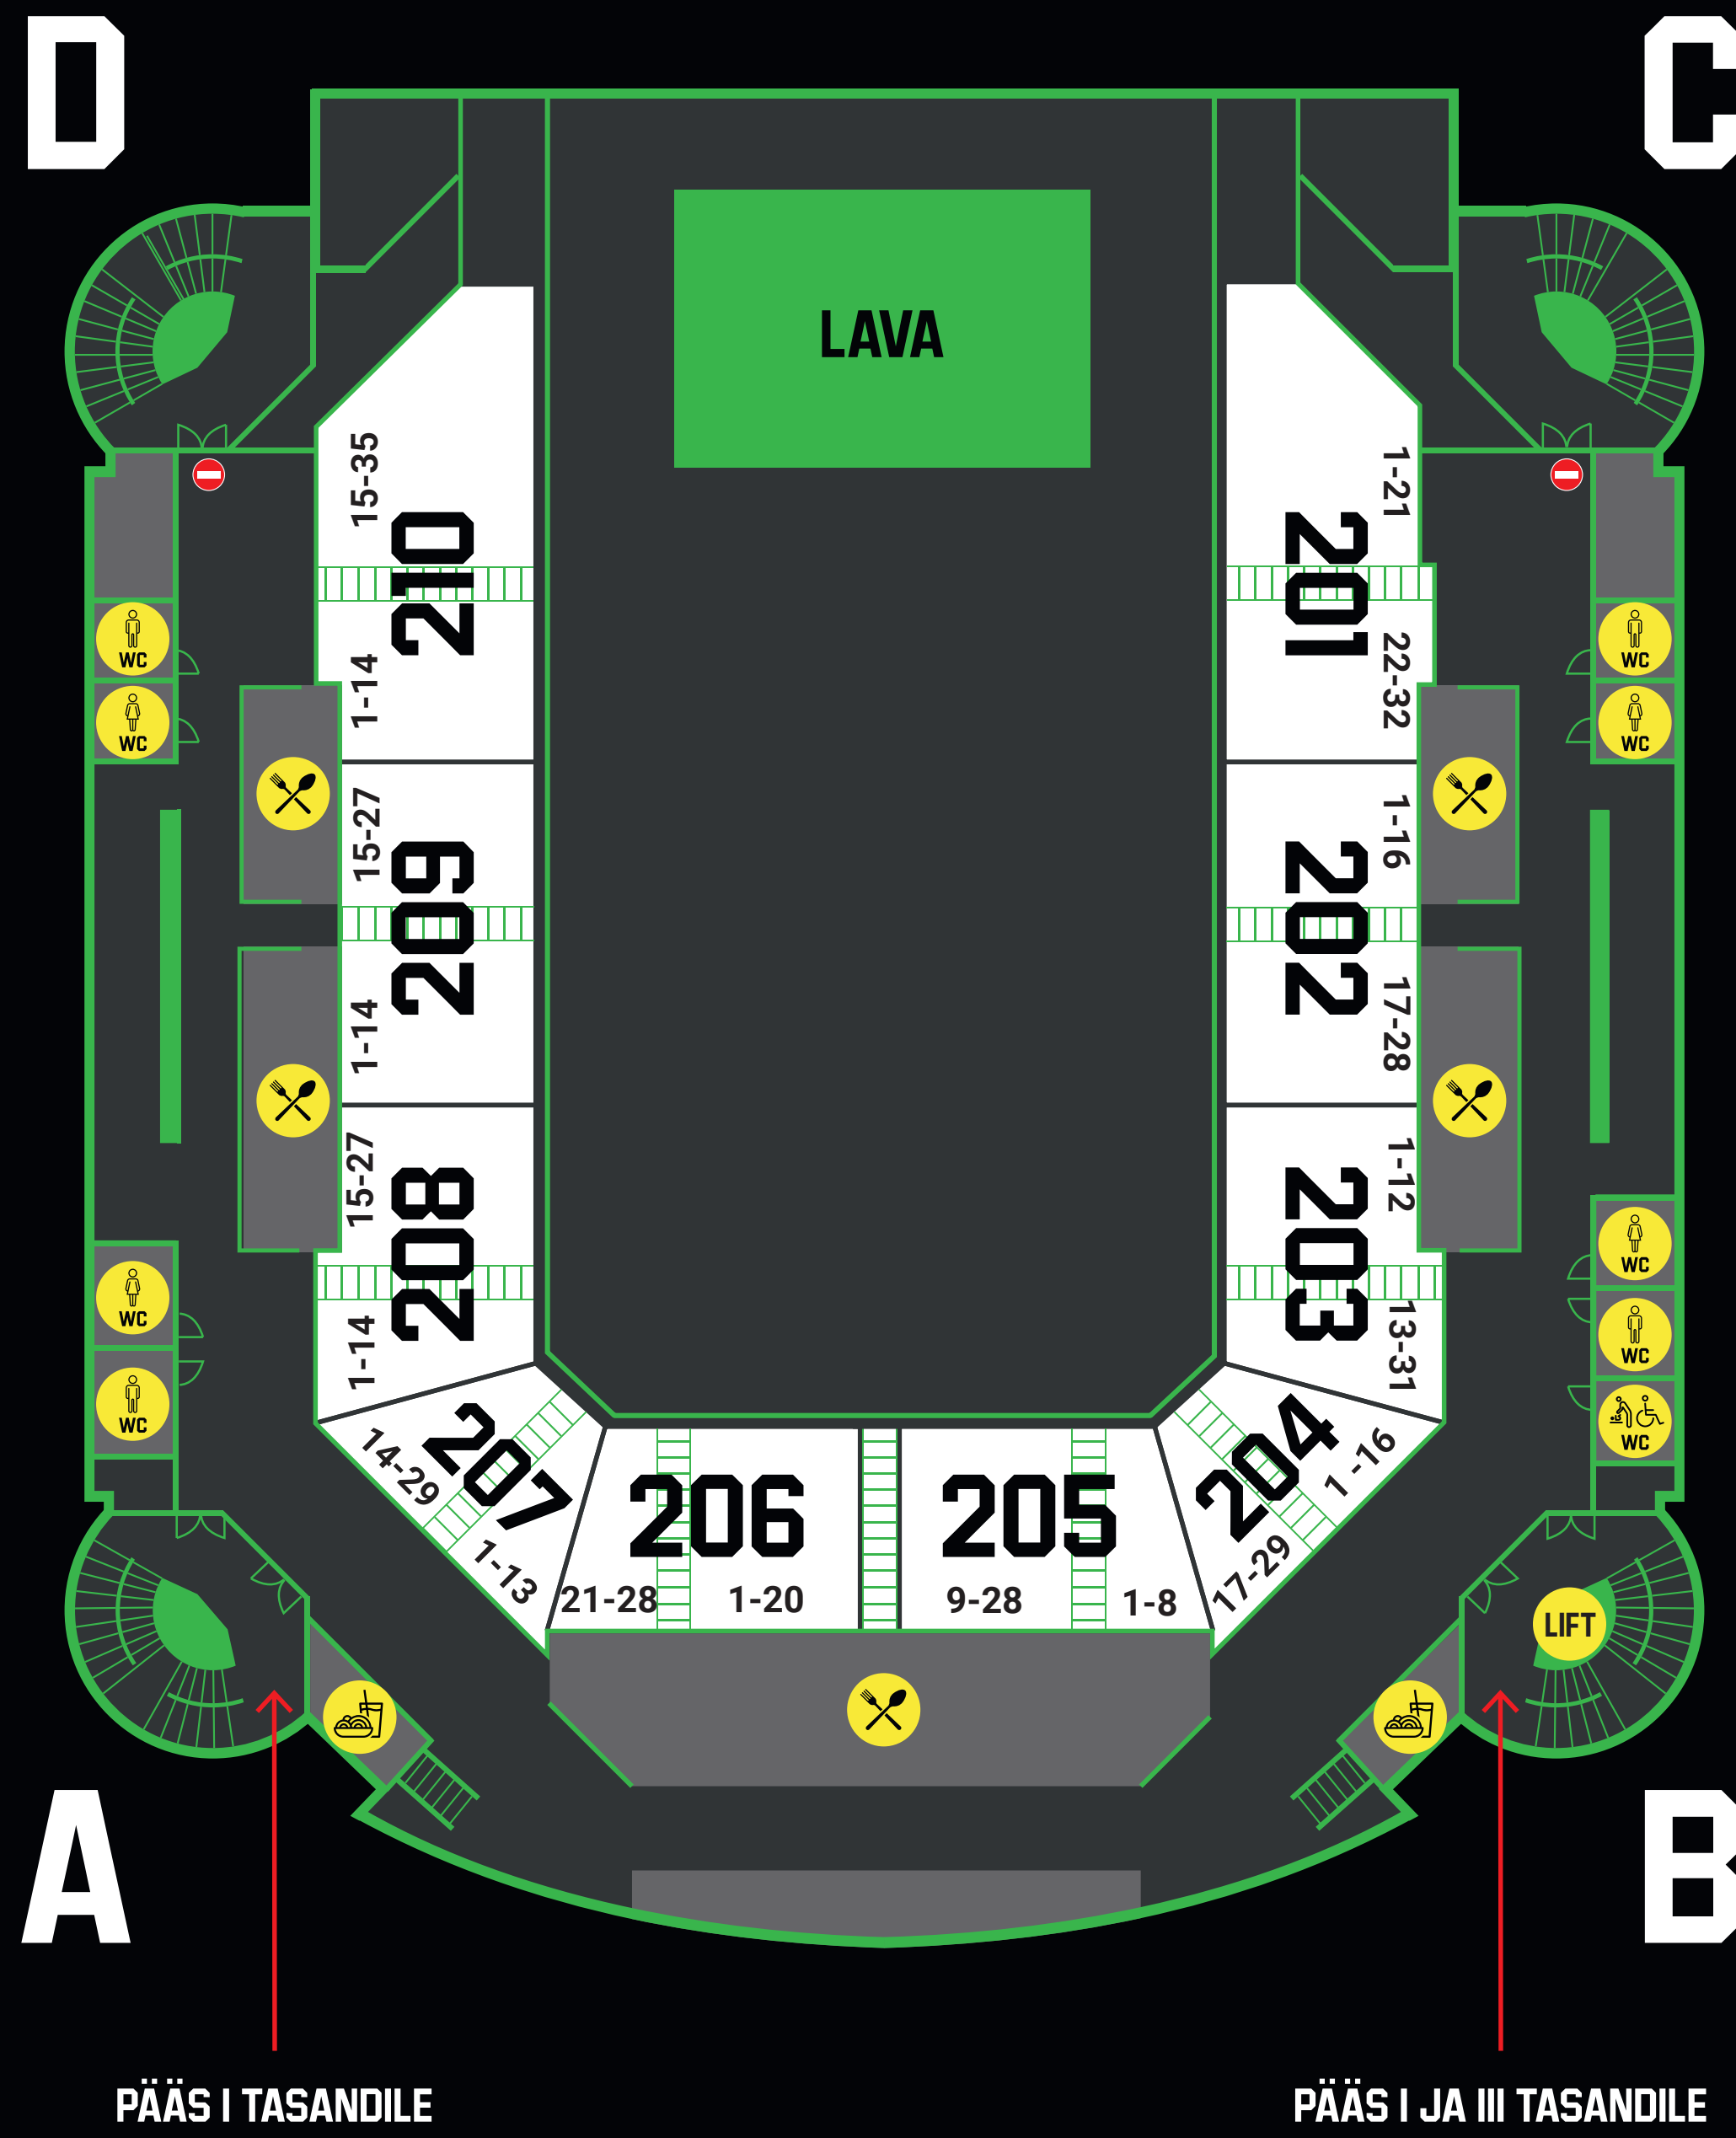 D
C
LAVA
15-35
210
1-14
1-21
201
22-32
WC
WC
WC
WC
15-27
209
1-14
1-16
202
17-28
15-27
208
1-14
1-12
203
13-31
WC
WC
WC
WC
WC
14-29
207
1-13
206
21-28
1-20
205
9-28
1-8
204
1-16
17-29
LIFT
A
B
PÄÄS I TASANDILE
PÄÄS I JA III TASANDILE